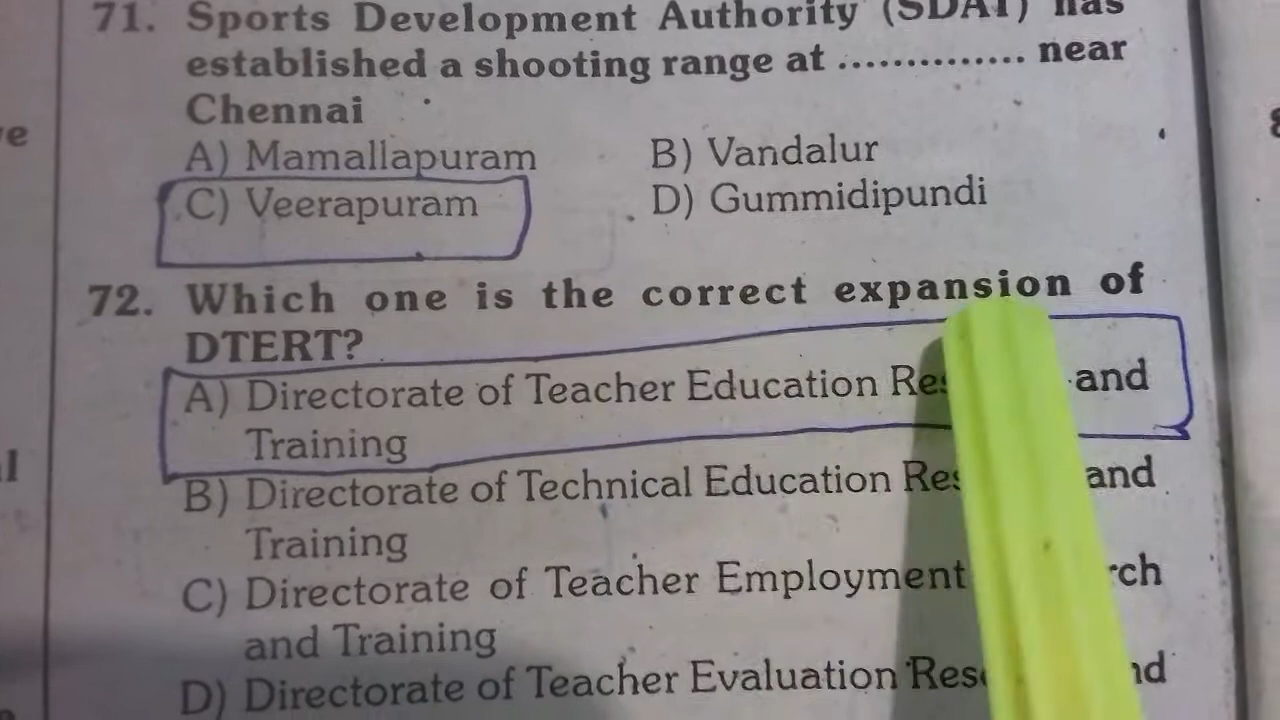 71. Sports Development Authority (SDAT) has
established a shooting range at .............. near
Chennai
A) Mamallapuram B) Vandalur
C) Veerapuram D) Gummidipundi
72. Which one is the correct expansion of
DTERT?
A) Directorate of Teacher Education and
Training
B) Directorate of Technical Education and
Training
C) Directorate of Teacher Employment
and Training
D) Directorate of Teacher Evaluation